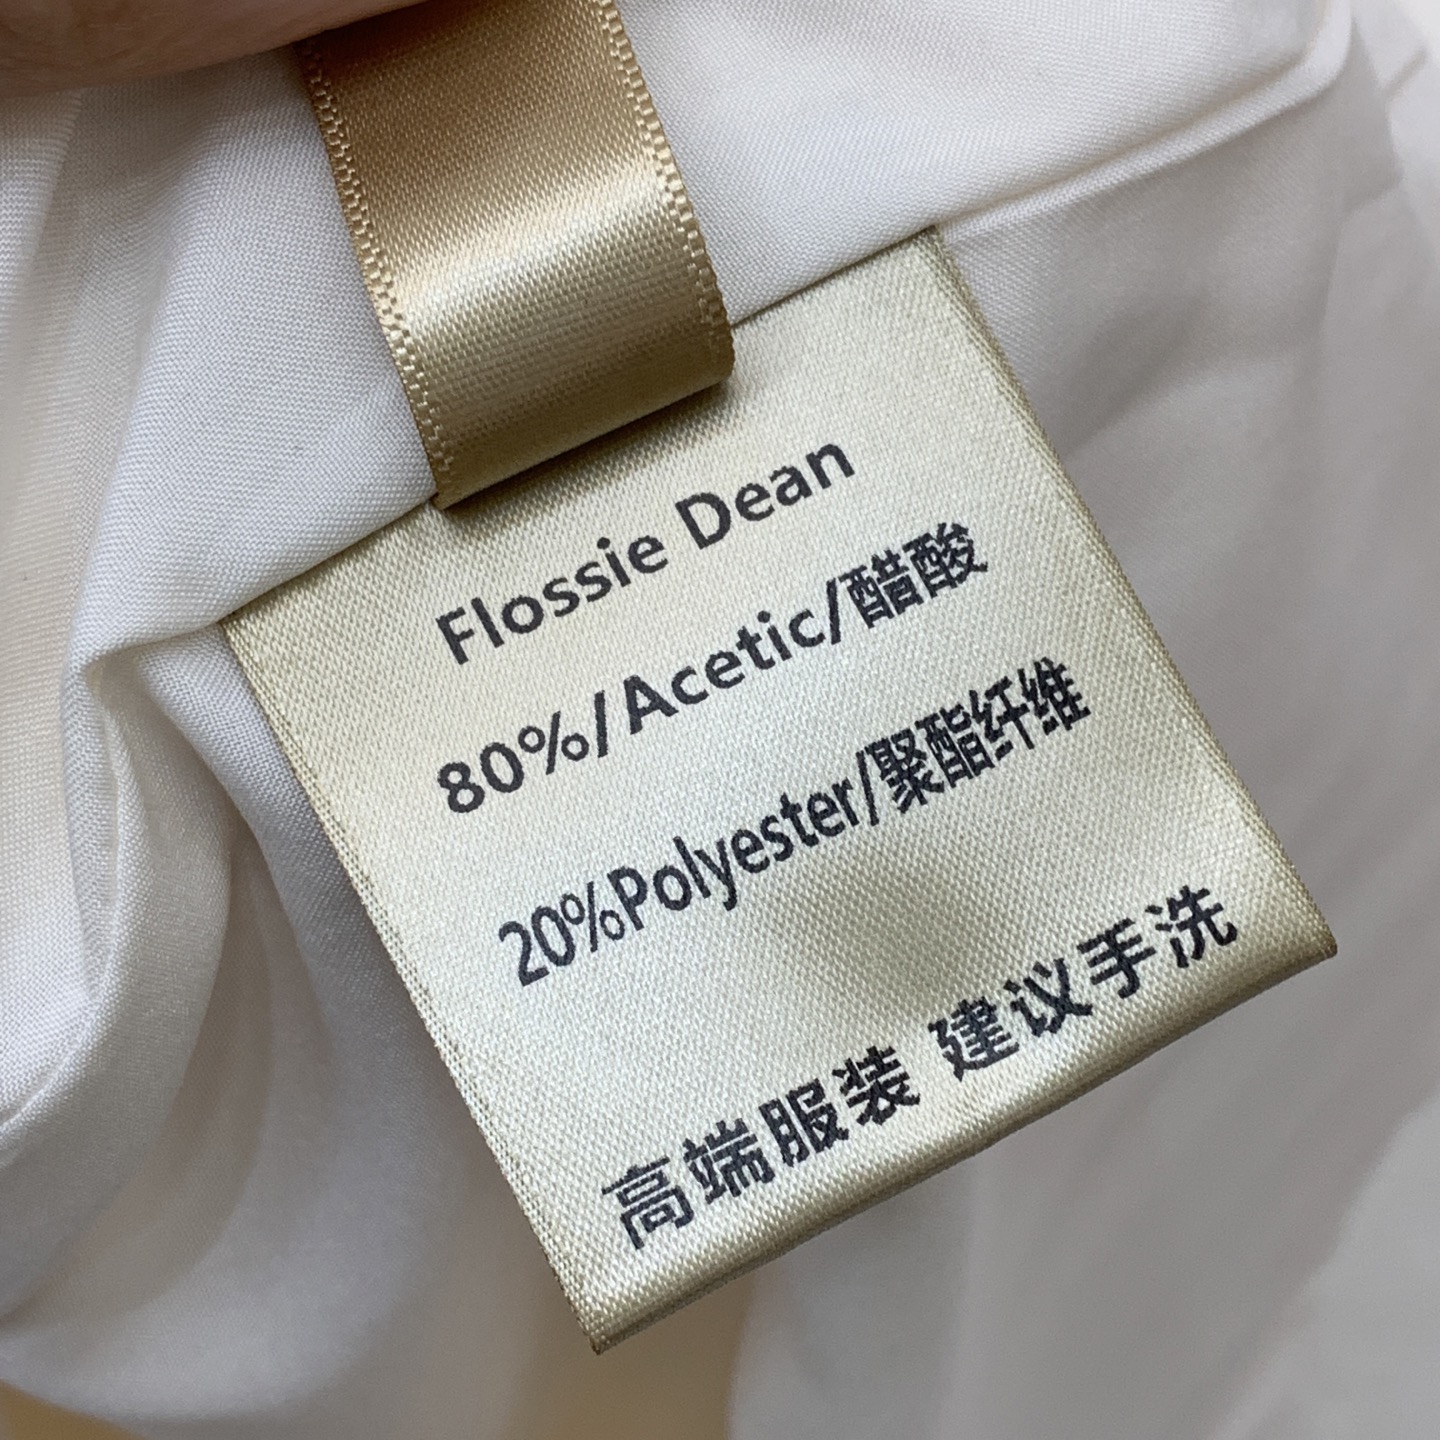 Flossie Dean
80%/Acetic/醋酸
20%Polyester/聚酯纤维
高端服装 建议手洗